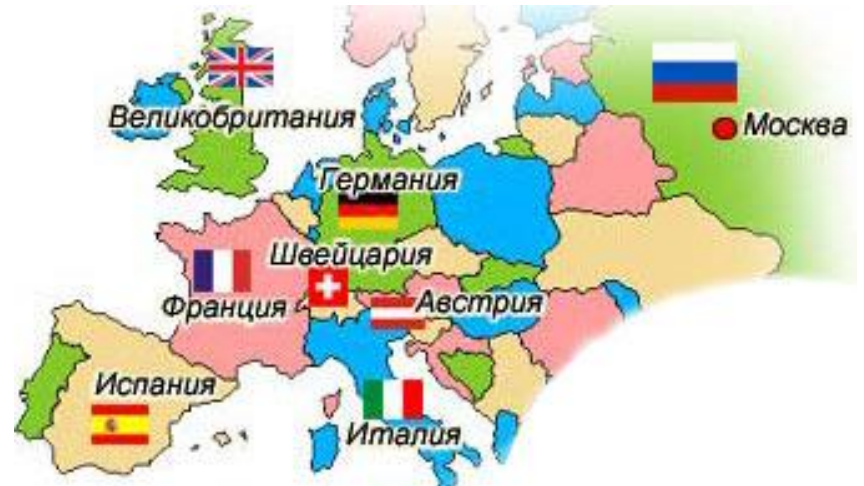 Великобритания
Москва
Германия
Швейцария
Франция
Австрия
Испания
Италия